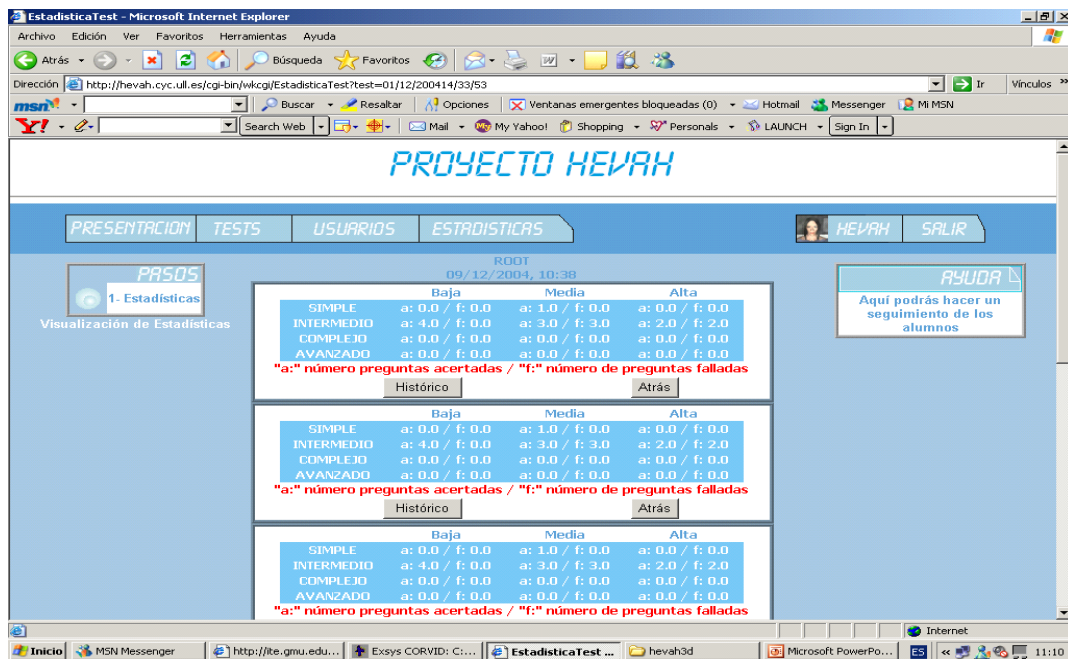 EstadisticaTest - Microsoft Internet Explorer
Archivo Edición Ver Favoritos Herramientas Ayuda
Atrás Búsqueda Favoritos
Dirección http://hevah.cyc.ull.es/cgi-bin/wkcgi/EstadisticaTest?test=01/12/200414/33/53 Ir Vínculos »
msn Buscar Resaltar Opciones Ventanas emergentes bloqueadas (0) Hotmail Messenger Mi MSN
Y! Search Web Mail My Yahoo! Shopping Personals LAUNCH Sign In
PROYECTO HEVAH
PRESENTACION TESTS USUARIOS ESTADISTICAS HEVAH SALIR
PASOS
1- Estadísticas
Visualización de Estadísticas
ROOT
09/12/2004, 10:38
Baja Media Alta
SIMPLE a: 0.0 / f: 0.0 a: 1.0 / f: 0.0 a: 0.0 / f: 0.0
INTERMEDIO a: 4.0 / f: 0.0 a: 3.0 / f: 3.0 a: 2.0 / f: 2.0
COMPLEJO a: 0.0 / f: 0.0 a: 0.0 / f: 0.0 a: 0.0 / f: 0.0
AVANZADO a: 0.0 / f: 0.0 a: 0.0 / f: 0.0 a: 0.0 / f: 0.0
"a:" número preguntas acertadas / "f:" número de preguntas falladas
Histórico Atrás
Baja Media Alta
SIMPLE a: 0.0 / f: 0.0 a: 1.0 / f: 0.0 a: 0.0 / f: 0.0
INTERMEDIO a: 4.0 / f: 0.0 a: 3.0 / f: 3.0 a: 2.0 / f: 2.0
COMPLEJO a: 0.0 / f: 0.0 a: 0.0 / f: 0.0 a: 0.0 / f: 0.0
AVANZADO a: 0.0 / f: 0.0 a: 0.0 / f: 0.0 a: 0.0 / f: 0.0
"a:" número preguntas acertadas / "f:" número de preguntas falladas
Histórico Atrás
Baja Media Alta
SIMPLE a: 0.0 / f: 0.0 a: 1.0 / f: 0.0 a: 0.0 / f: 0.0
INTERMEDIO a: 4.0 / f: 0.0 a: 3.0 / f: 3.0 a: 2.0 / f: 2.0
COMPLEJO a: 0.0 / f: 0.0 a: 0.0 / f: 0.0 a: 0.0 / f: 0.0
AVANZADO a: 0.0 / f: 0.0 a: 0.0 / f: 0.0 a: 0.0 / f: 0.0
"a:" número preguntas acertadas / "f:" número de preguntas falladas
AYUDA
Aquí podrás hacer un
seguimiento de los
alumnos
Internet
Inicio MSN Messenger http://ite.gmu.edu... Exsys CORVID: C:... EstadisticaTest ... hevah3d Microsoft PowerPo... ES « 11:10